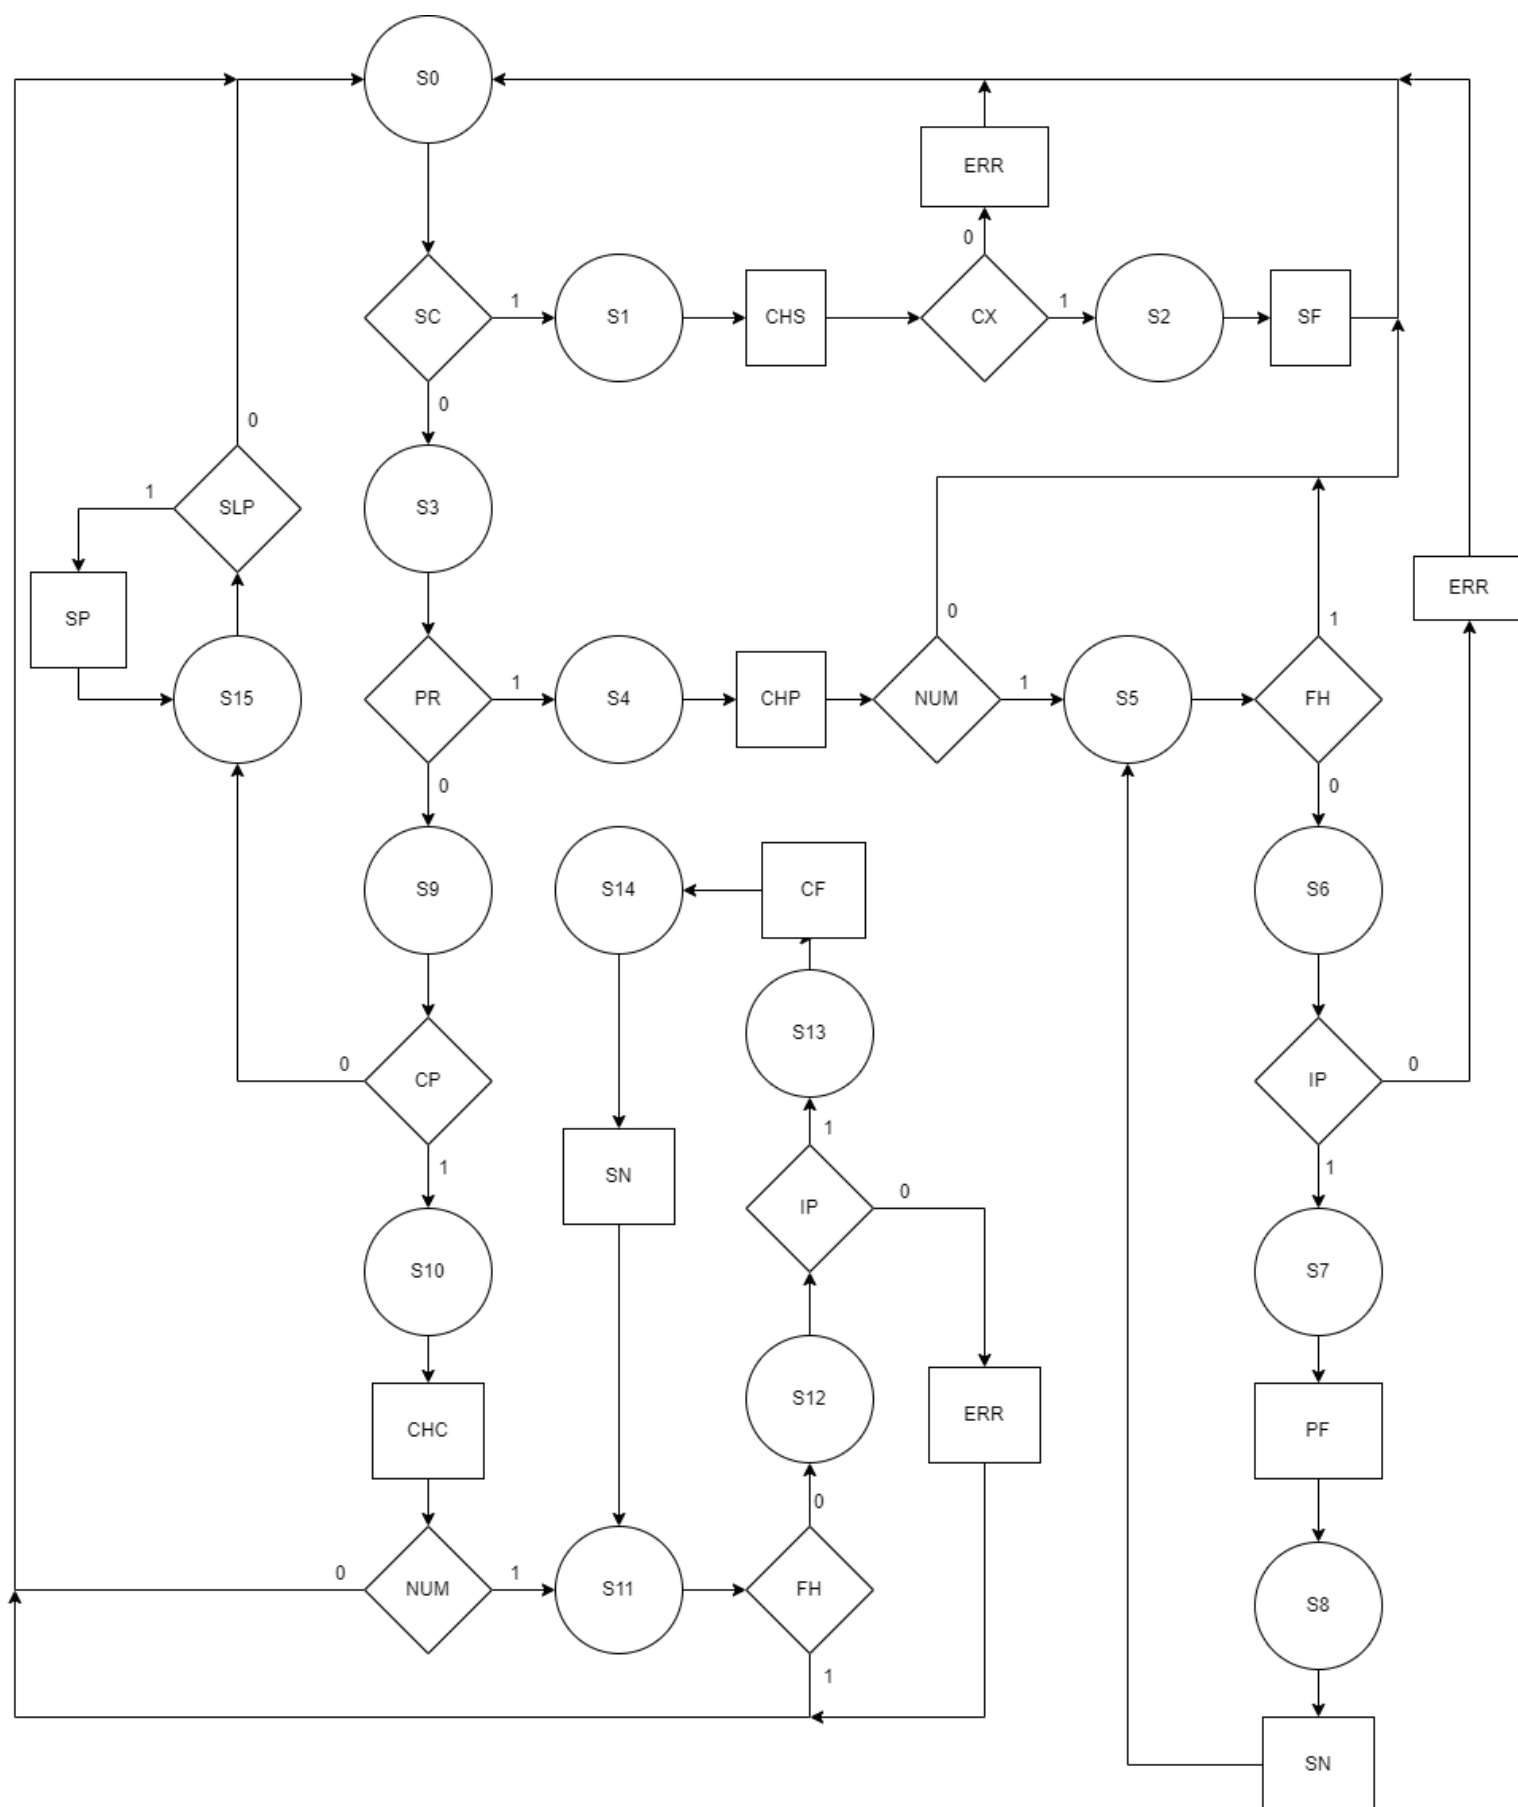 S0
ERR
SC
1
S1
CHS
CX
0
1
S2
SF
0
0
SLP
1
S3
SP
ERR
S15
PR
1
S4
CHP
NUM
0
1
S5
FH
1
0
0
S9
S14
CF
S6
S13
CP
0
IP
0
1
1
1
SN
IP
0
S10
S7
S12
ERR
CHC
PF
0
NUM
0
1
S11
FH
S8
1
SN